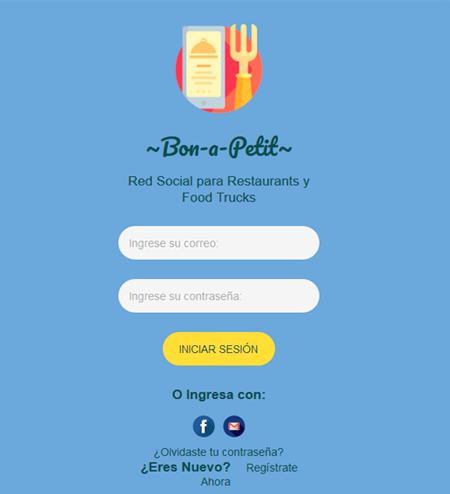 ~Bon-a-Petit~
Red Social para Restaurants y
Food Trucks
Ingrese su correo:
Ingrese su contraseña:
INICIAR SESIÓN
O Ingresa con:
¿Olvidaste tu contraseña?
¿Eres Nuevo? Regístrate
Ahora